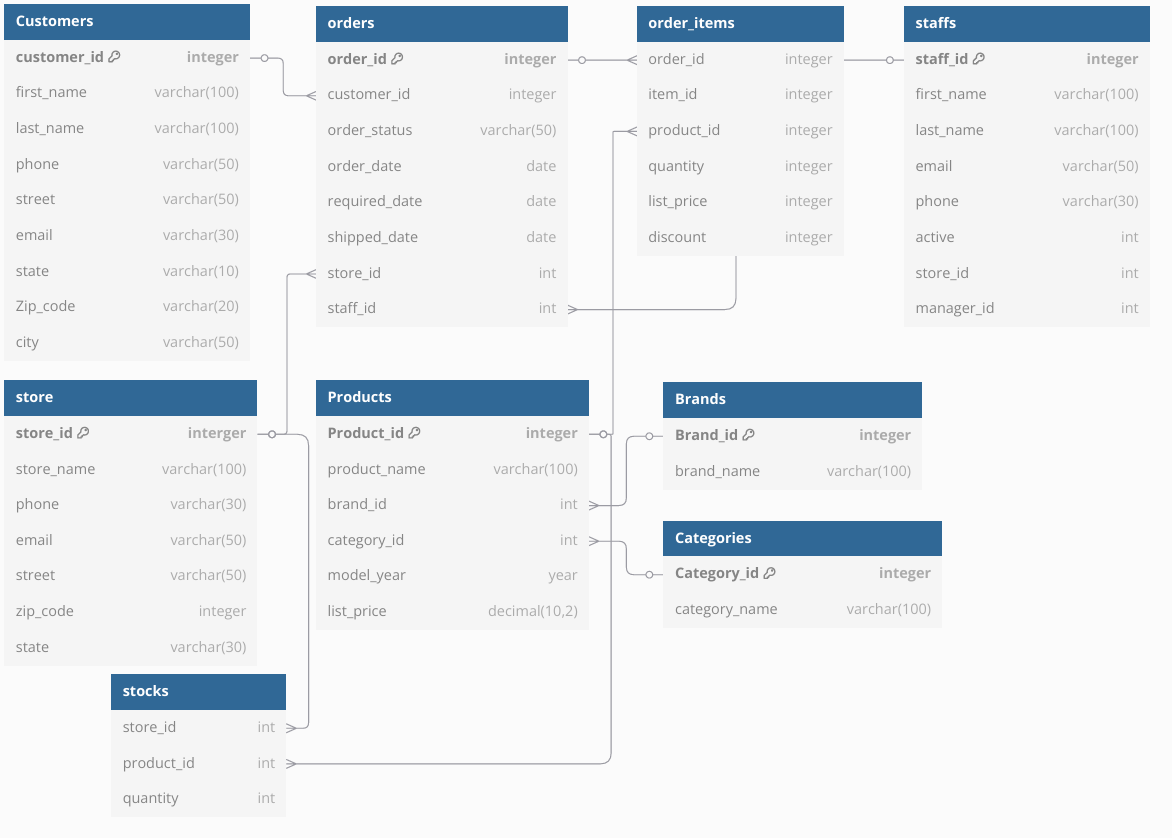 Customers
customer_id integer
first_name varchar(100)
last_name varchar(100)
phone varchar(50)
street varchar(50)
email varchar(30)
state varchar(10)
Zip_code varchar(20)
city varchar(50)
orders
order_id integer
customer_id integer
order_status varchar(50)
order_date date
required_date date
shipped_date date
store_id int
staff_id int
order_items
order_id integer
item_id integer
product_id integer
quantity integer
list_price integer
discount integer
staffs
staff_id integer
first_name varchar(100)
last_name varchar(100)
email varchar(50)
phone varchar(30)
active int
store_id int
manager_id int
store
store_id interger
store_name varchar(100)
phone varchar(30)
email varchar(50)
street varchar(50)
zip_code integer
state varchar(30)
Products
Product_id integer
product_name varchar(100)
brand_id int
category_id int
model_year year
list_price decimal(10,2)
Brands
Brand_id integer
brand_name varchar(100)
Categories
Category_id integer
category_name varchar(100)
stocks
store_id int
product_id int
quantity int